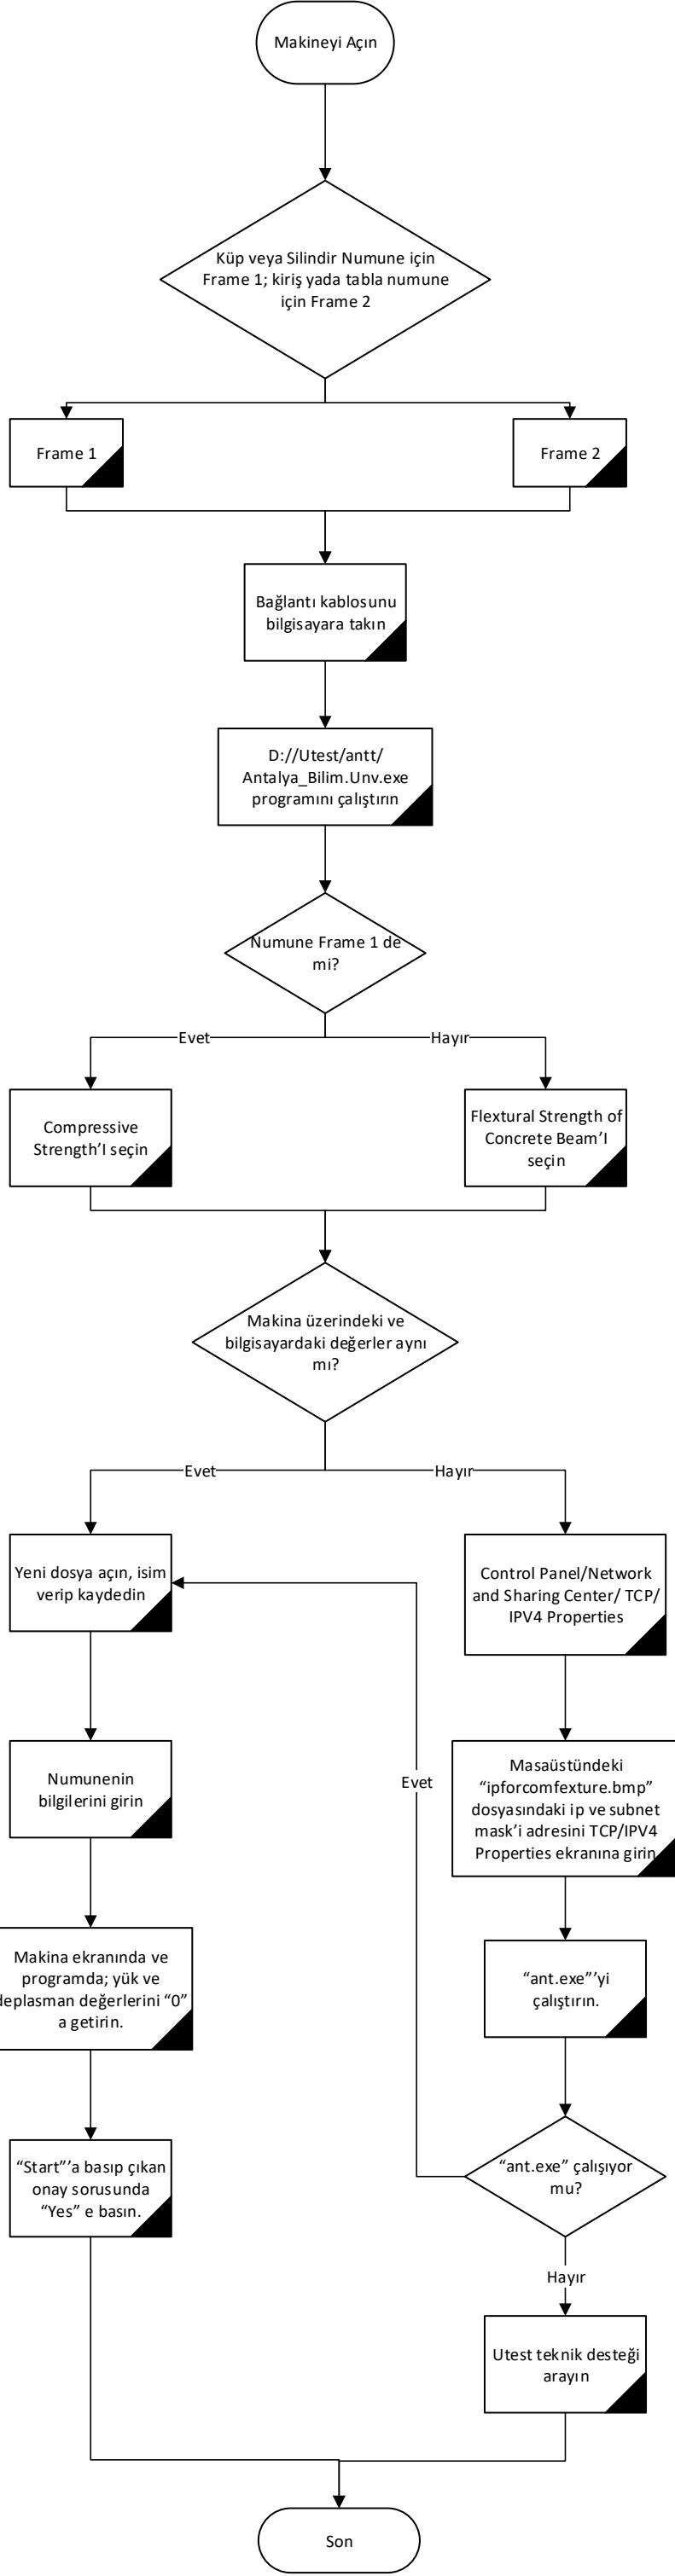 Makineyi Açın
Küp veya Silindir Numune için
Frame 1; kiriş yada tabla numune
için Frame 2
Frame 1
Frame 2
Bağlantı kablosunu
bilgisayara takın
D://Utest/antt/
Antalya_Bilim.Unv.exe
programını çalıştırın
Numune Frame 1 de
mi?
Evet
Hayır
Compressive
Strength’I seçin
Flextural Strength of
Concrete Beam’I
seçin
Makina üzerindeki ve
bilgisayardaki değerler aynı
mı?
Evet
Hayır
Yeni dosya açın, isim
verip kaydedin
Control Panel/Network
and Sharing Center/ TCP/
IPV4 Properties
Numunenin
bilgilerini girin
Evet
Masaüstündeki
“ipforcomfexture.bmp”
dosyasındaki ip ve subnet
mask’i adresini TCP/IPV4
Properties ekranına girin
Makina ekranında ve
programda; yük ve
deplasman değerlerini “0”
a getirin.
“ant.exe”’yi
çalıştırın.
“Start”’a basıp çıkan
onay sorusunda
“Yes” e basın.
“ant.exe” çalışıyor
mu?
Hayır
Utest teknik desteği
arayın
Son